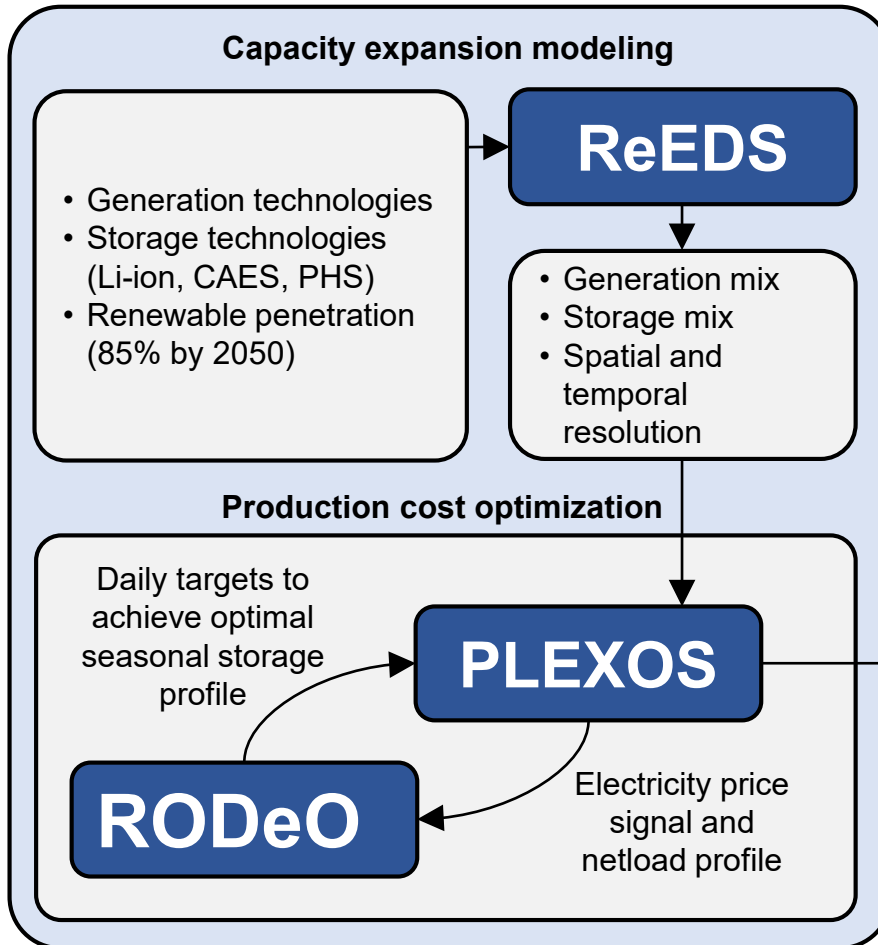 Capacity expansion modeling
• Generation technologies
• Storage technologies
(Li-ion, CAES, PHS)
• Renewable penetration
(85% by 2050)
ReEDS
• Generation mix
• Storage mix
• Spatial and
temporal
resolution
Production cost optimization
Daily targets to
achieve optimal
seasonal storage
profile
PLEXOS
RODeO
Electricity price
signal and
netload profile